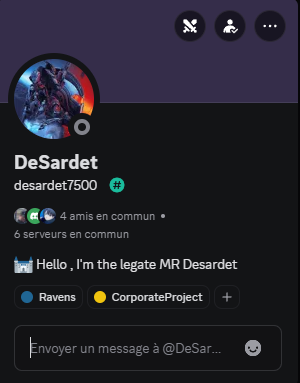 DeSardet
desardet7500 #
4 amis en commun •
6 serveurs en commun
🏰 Hello , I'm the legate MR Desardet
Ravens CorporateProject +
Envoyer un message à @DeSar...